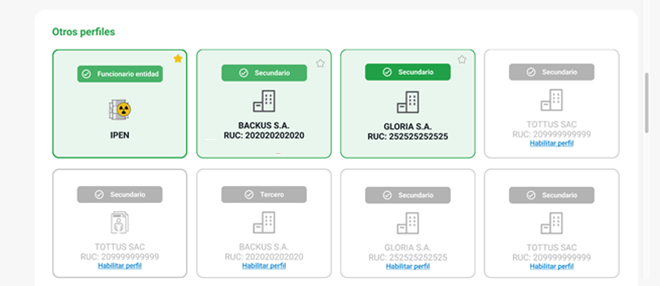 Otros perfiles
Funcionario entidad
IPEN
Secundario
BACKUS S.A.
RUC: 202020202020
Secundario
GLORIA S.A.
RUC: 252525252525
Secundario
TOTTUS SAC
RUC: 209999999999
Habilitar perfil
Secundario
TOTTUS SAC
RUC: 209999999999
Habilitar perfil
Tercero
BACKUS S.A.
RUC: 202020202020
Habilitar perfil
Secundario
GLORIA S.A.
RUC: 252525252525
Habilitar perfil
Secundario
TOTTUS SAC
RUC: 209999999999
Habilitar perfil